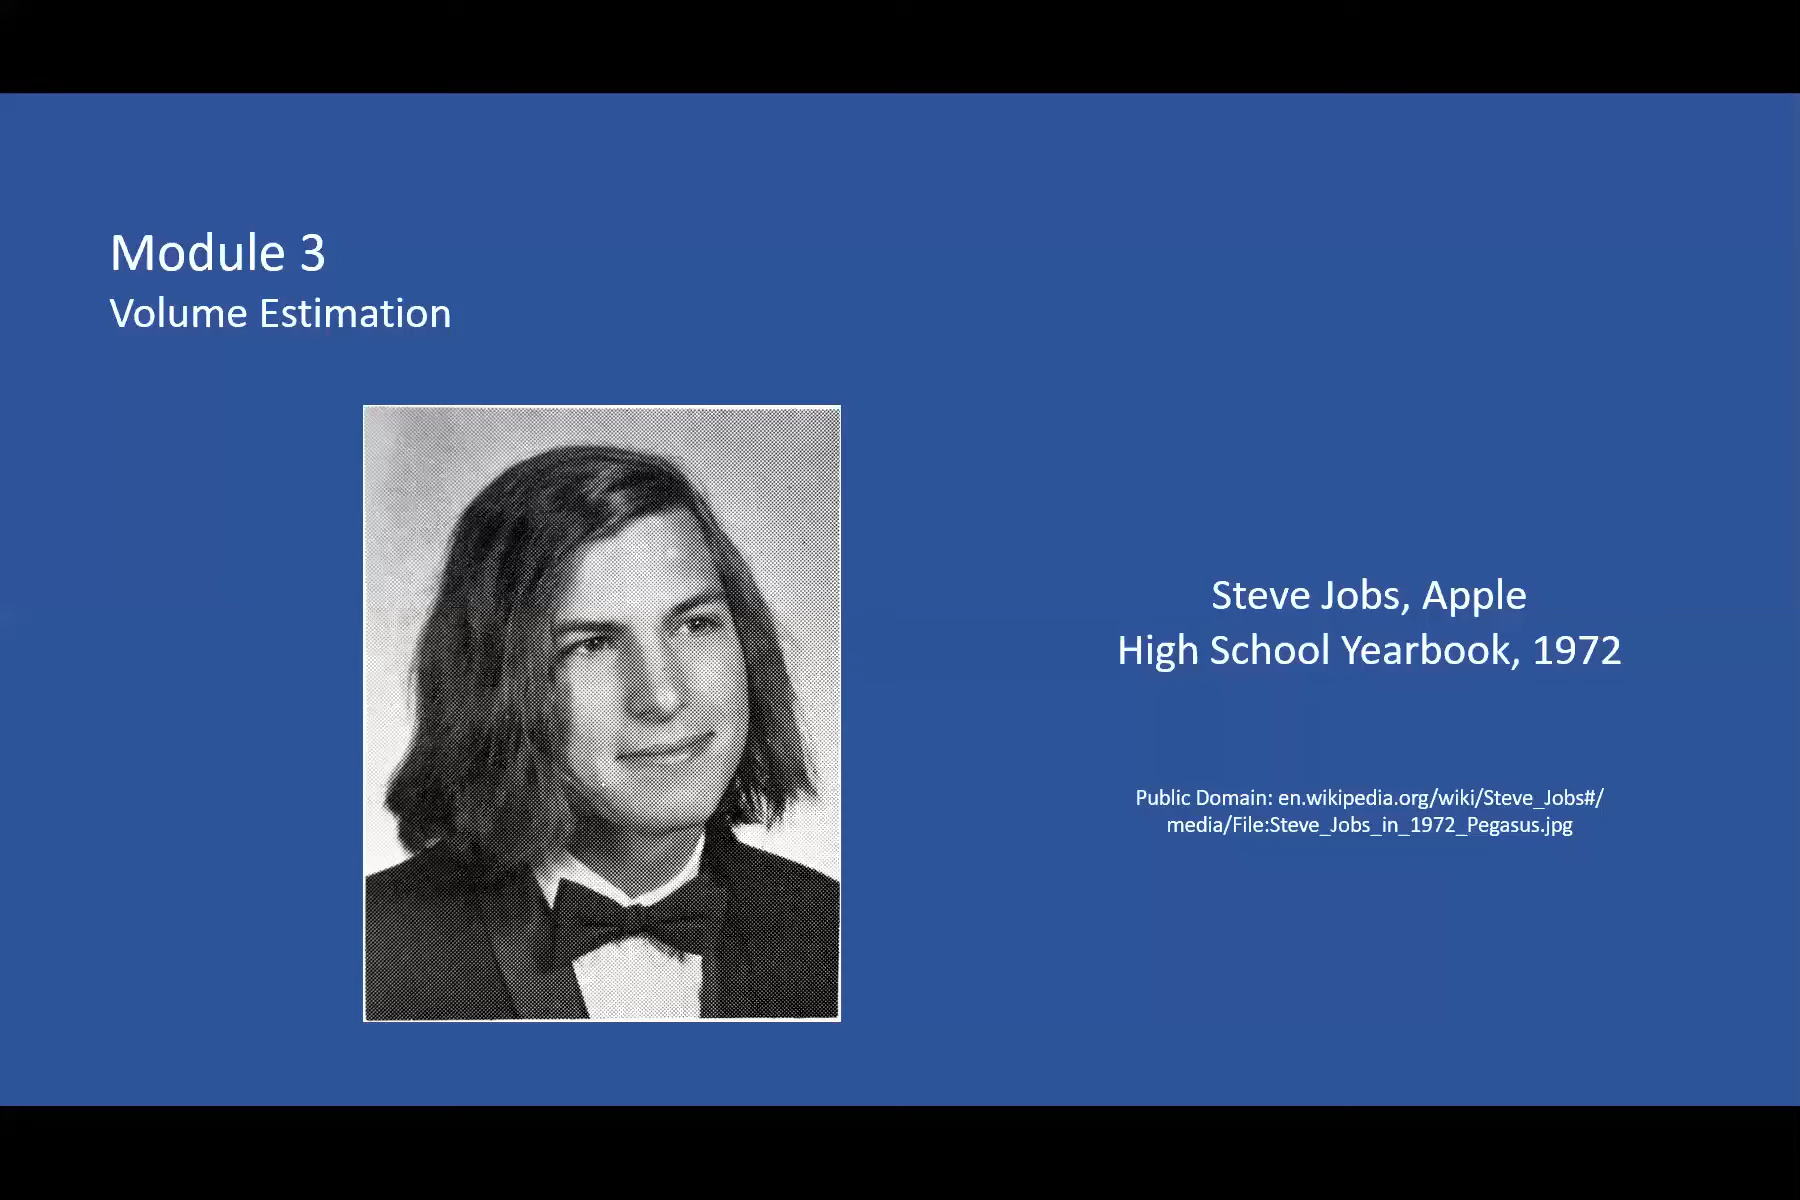 Module 3
Volume Estimation
Steve Jobs, Apple
High School Yearbook, 1972
Public Domain: en.wikipedia.org/wiki/Steve_Jobs#/
media/File:Steve_Jobs_in_1972_Pegasus.jpg